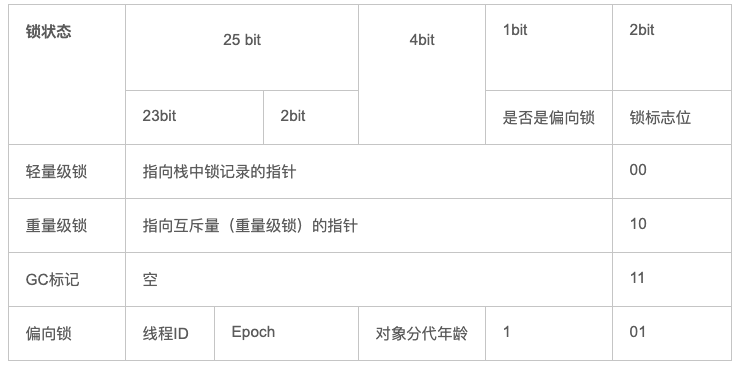 锁状态 25 bit 4bit 1bit 2bit
23bit 2bit 是否是偏向锁 锁标志位
轻量级锁 指向栈中锁记录的指针 00
重量级锁 指向互斥量（重量级锁）的指针 10
GC标记 空 11
偏向锁 线程ID Epoch 对象分代年龄 1 01